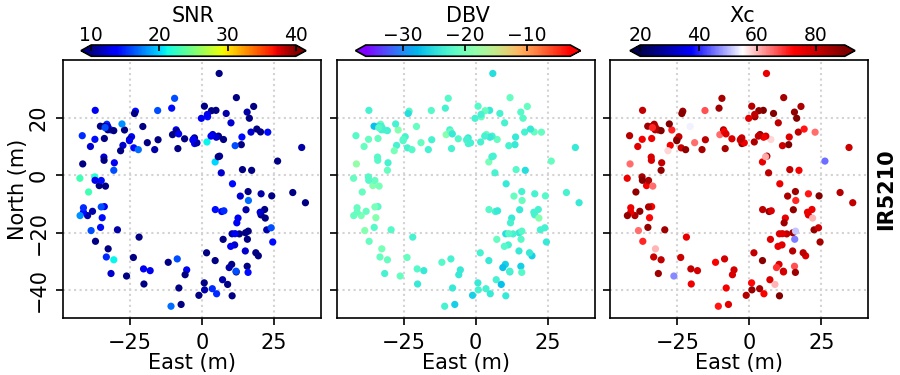 SNR DBV Xc
10 20 30 40 −30 −20 −10 20 40 60 80
North (m)
20
0
−20
−40
−25 0 25 −25 0 25 −25 0 25
East (m) East (m) East (m)
IR5210